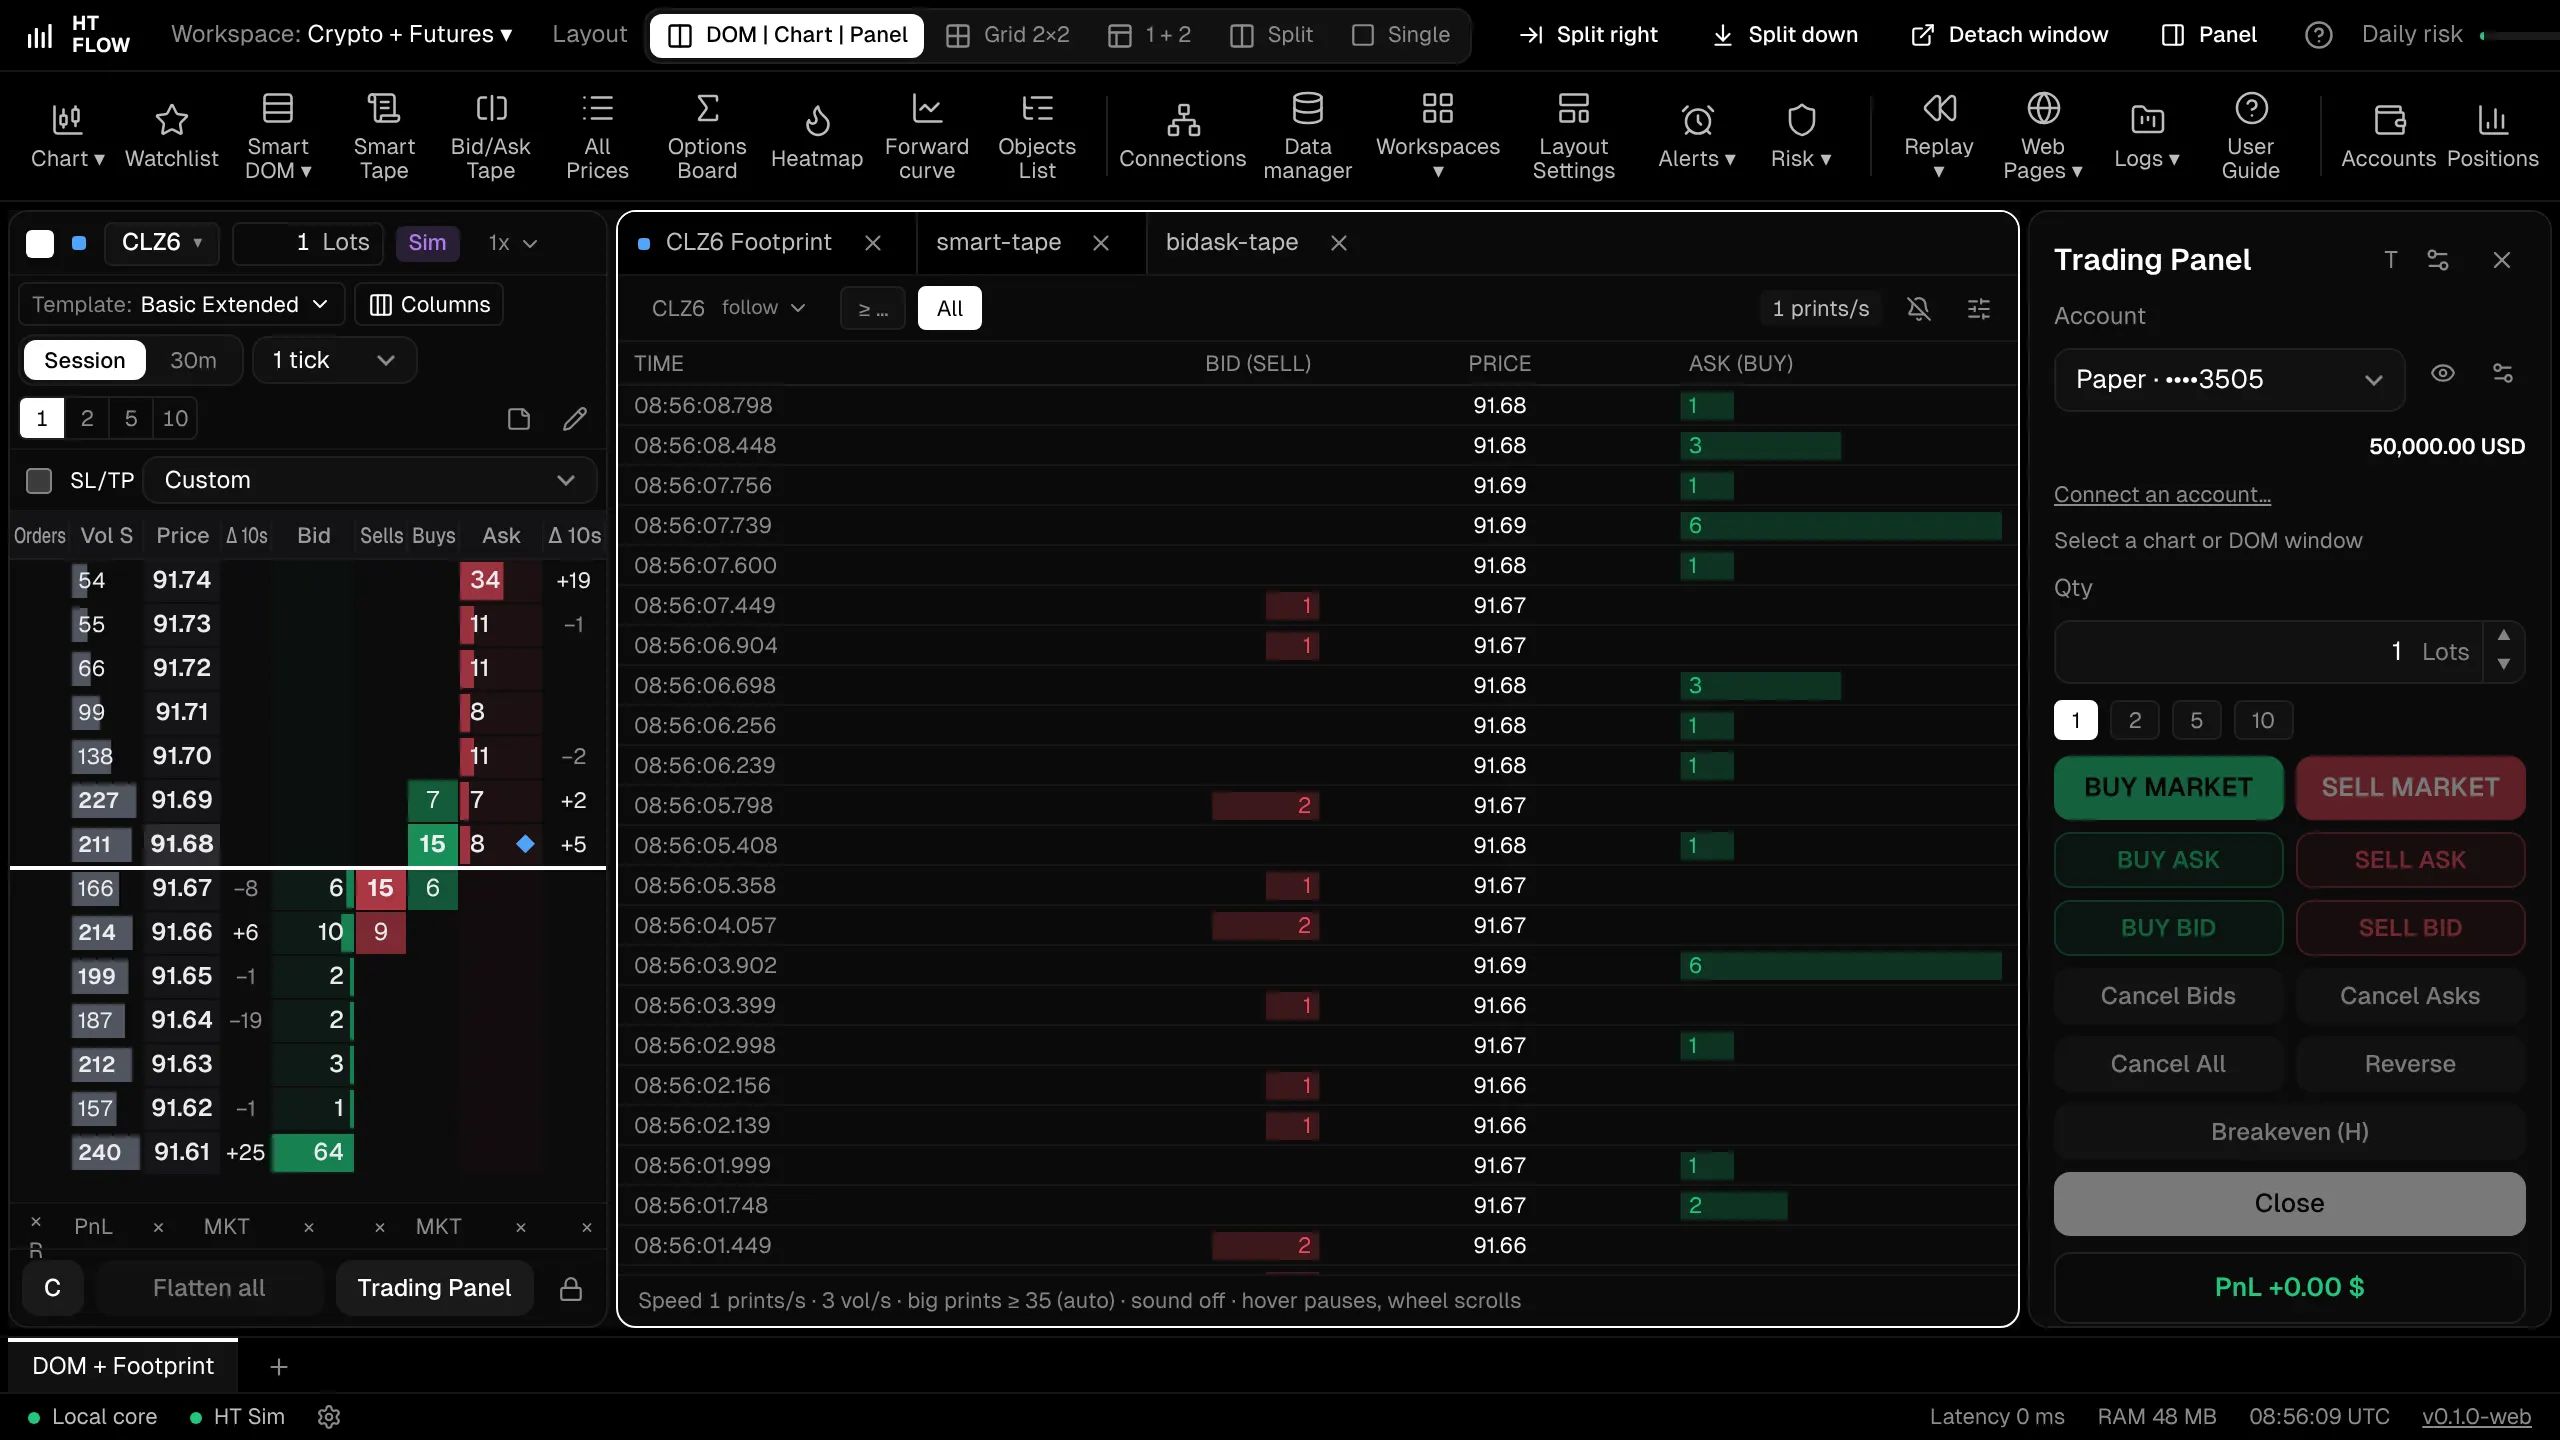 HT FLOW
Workspace: Crypto + Futures ▾
Layout
DOM | Chart | Panel
Grid 2×2
1 + 2
Split
Single
Split right
Split down
Detach window
Panel
Daily risk
Chart ▾
Watchlist
Smart DOM ▾
Smart Tape
Bid/Ask Tape
All Prices
Options Board
Heatmap
Forward curve
Objects List
Connections
Data manager
Workspaces ▾
Layout Settings
Alerts ▾
Risk ▾
Replay ▾
Web Pages ▾
Logs ▾
User Guide
Accounts
Positions
CLZ6 ▾
1 Lots
Sim
1x
Template: Basic Extended
Columns
Session
30m
1 tick
1 2 5 10
SL/TP
Custom
Orders Vol S Price Δ 10s Bid Sells Buys Ask Δ 10s
54 91.74 34 +19
55 91.73 11 −1
66 91.72 11
99 91.71 8
138 91.70 11 −2
227 91.69 7 7 +2
211 91.68 15 8 +5
166 91.67 −8 6 15 6
214 91.66 +6 10 9
199 91.65 −1 2
187 91.64 −19 2
212 91.63 3
157 91.62 −1 1
240 91.61 +25 64
× PnL × MKT × × MKT × ×
C
Flatten all
Trading Panel
CLZ6 Footprint ×
smart-tape ×
bidask-tape ×
CLZ6 follow
≥ ...
All
1 prints/s
TIME BID (SELL) PRICE ASK (BUY)
08:56:08.798 91.68 1
08:56:08.448 91.68 3
08:56:07.756 91.69 1
08:56:07.739 91.69 6
08:56:07.600 91.68 1
08:56:07.449 1 91.67
08:56:06.904 1 91.67
08:56:06.698 91.68 3
08:56:06.256 91.68 1
08:56:06.239 91.68 1
08:56:05.798 2 91.67
08:56:05.408 91.68 1
08:56:05.358 1 91.67
08:56:04.057 2 91.67
08:56:03.902 91.69 6
08:56:03.399 1 91.66
08:56:02.998 91.67 1
08:56:02.156 1 91.66
08:56:02.139 1 91.66
08:56:01.999 91.67 1
08:56:01.748 91.67 2
08:56:01.449 2 91.66
Speed 1 prints/s · 3 vol/s · big prints ≥ 35 (auto) · sound off · hover pauses, wheel scrolls
Trading Panel
T
Account
Paper · ••••3505
50,000.00 USD
Connect an account…
Select a chart or DOM window
Qty
1 Lots
1 2 5 10
BUY MARKET
SELL MARKET
BUY ASK
SELL ASK
BUY BID
SELL BID
Cancel Bids
Cancel Asks
Cancel All
Reverse
Breakeven (H)
Close
PnL +0.00 $
DOM + Footprint
+
Local core
HT Sim
Latency 0 ms
RAM 48 MB
08:56:09 UTC
v0.1.0-web